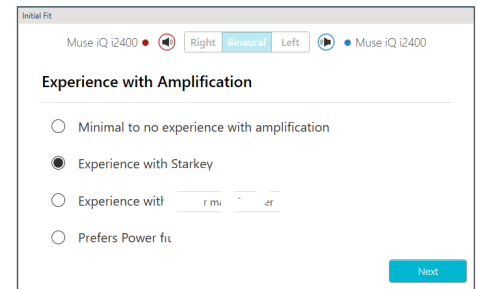 Initial Fit
Muse iQ i2400 Right Binaural Left Muse iQ i2400
Experience with Amplification
Minimal to no experience with amplification
Experience with Starkey
Experience
Prefers Power
Next